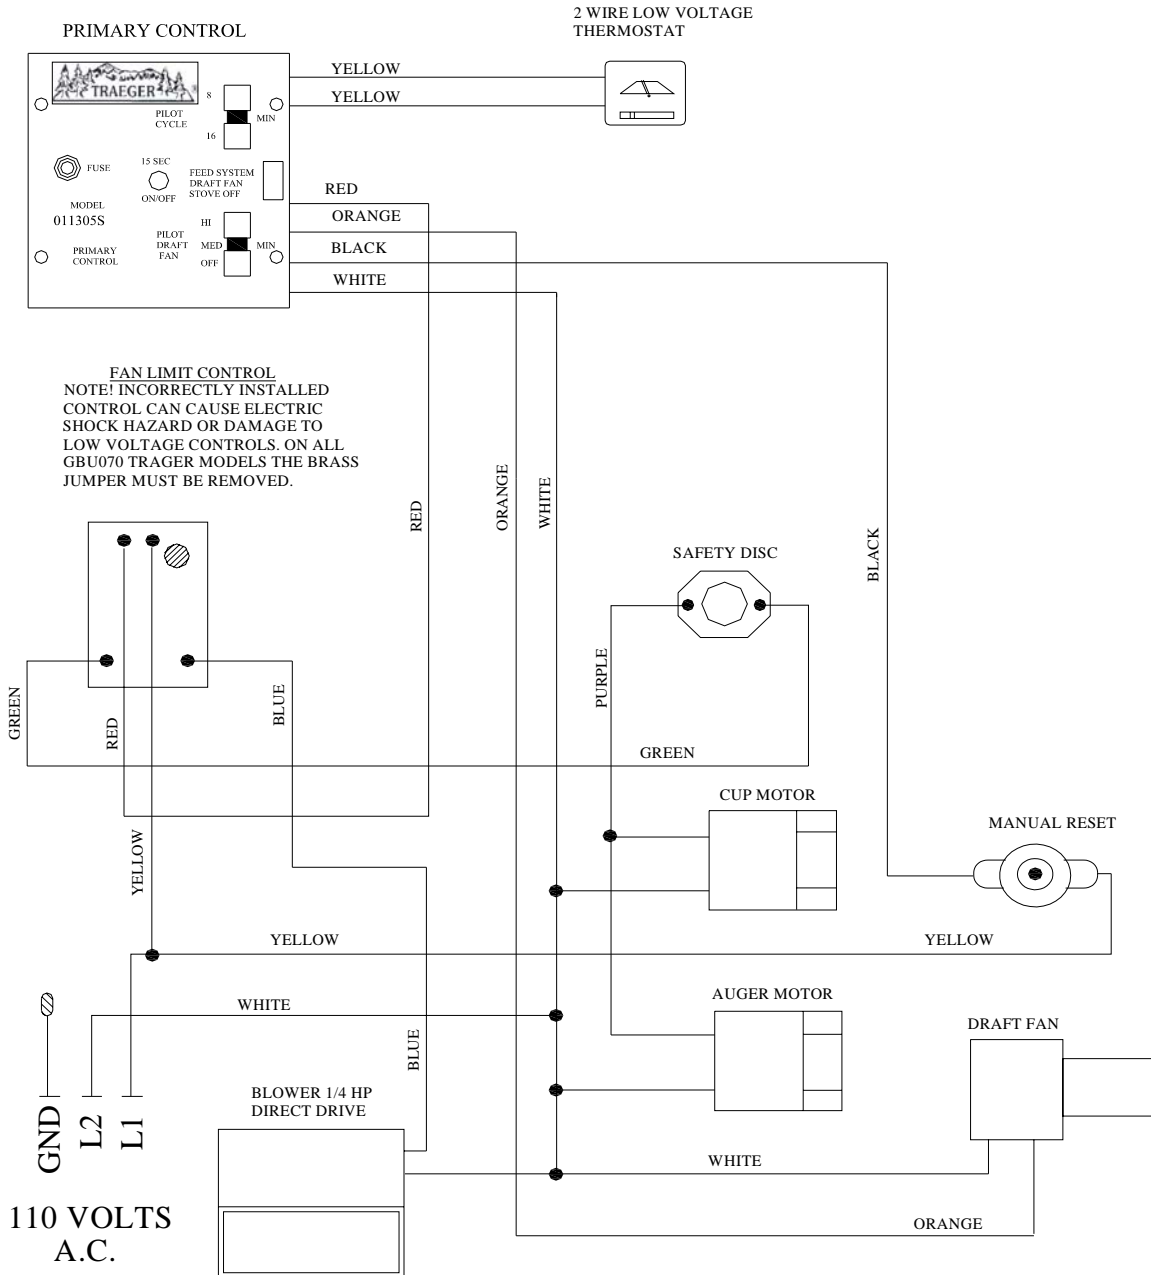 PRIMARY CONTROL
2 WIRE LOW VOLTAGE
THERMOSTAT
TRAEGER
®
8
PILOT
CYCLE
MIN
16
YELLOW
YELLOW
FUSE
15 SEC
ON/OFF
FEED SYSTEM
DRAFT FAN
STOVE OFF
MODEL
011305S
PRIMARY
CONTROL
HI
PILOT
DRAFT
FAN
MED
MIN
OFF
RED
ORANGE
BLACK
WHITE
FAN LIMIT CONTROL
NOTE! INCORRECTLY INSTALLED
CONTROL CAN CAUSE ELECTRIC
SHOCK HAZARD OR DAMAGE TO
LOW VOLTAGE CONTROLS. ON ALL
GBU070 TRAGER MODELS THE BRASS
JUMPER MUST BE REMOVED.
RED
ORANGE
WHITE
BLACK
SAFETY DISC
PURPLE
GREEN
RED
BLUE
GREEN
CUP MOTOR
MANUAL RESET
YELLOW
YELLOW
YELLOW
WHITE
AUGER MOTOR
DRAFT FAN
BLUE
BLOWER 1/4 HP
DIRECT DRIVE
GND
L2
L1
WHITE
110 VOLTS
A.C.
ORANGE